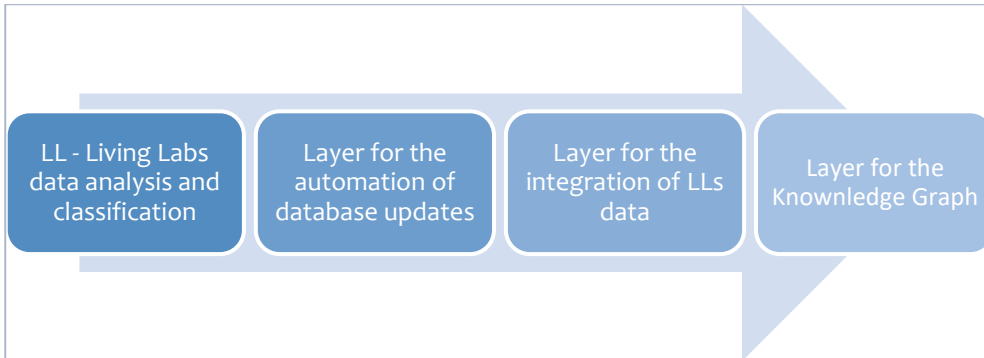 LL - Living Labs
data analysis and
classification
Layer for the
automation of
database updates
Layer for the
integration of LLs
data
Layer for the
Knownledge Graph